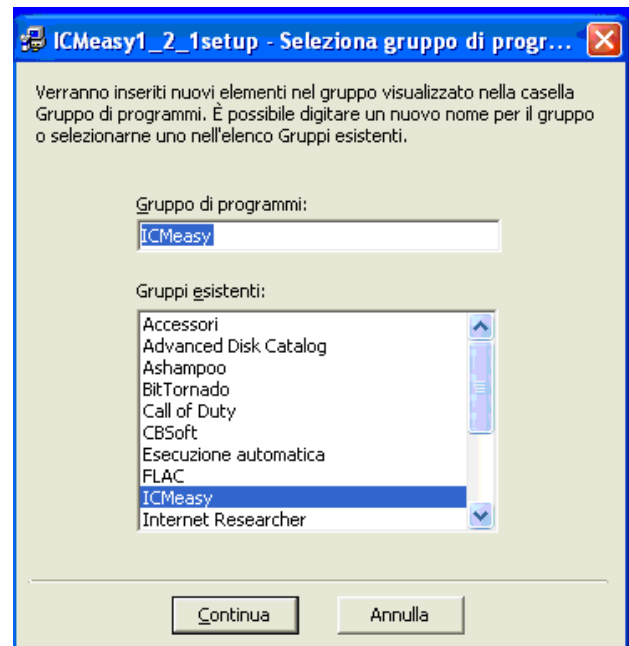 ICMeasy1_2_1setup - Seleziona gruppo di progr...
Verranno inseriti nuovi elementi nel gruppo visualizzato nella casella
Gruppo di programmi. È possibile digitare un nuovo nome per il gruppo
o selezionarne uno nell'elenco Gruppi esistenti.
Gruppo di programmi:
ICMeasy
Gruppi esistenti:
Accessori
Advanced Disk Catalog
Ashampoo
BitTornado
Call of Duty
CBSoft
Esecuzione automatica
FLAC
ICMeasy
Internet Researcher
Continua
Annulla